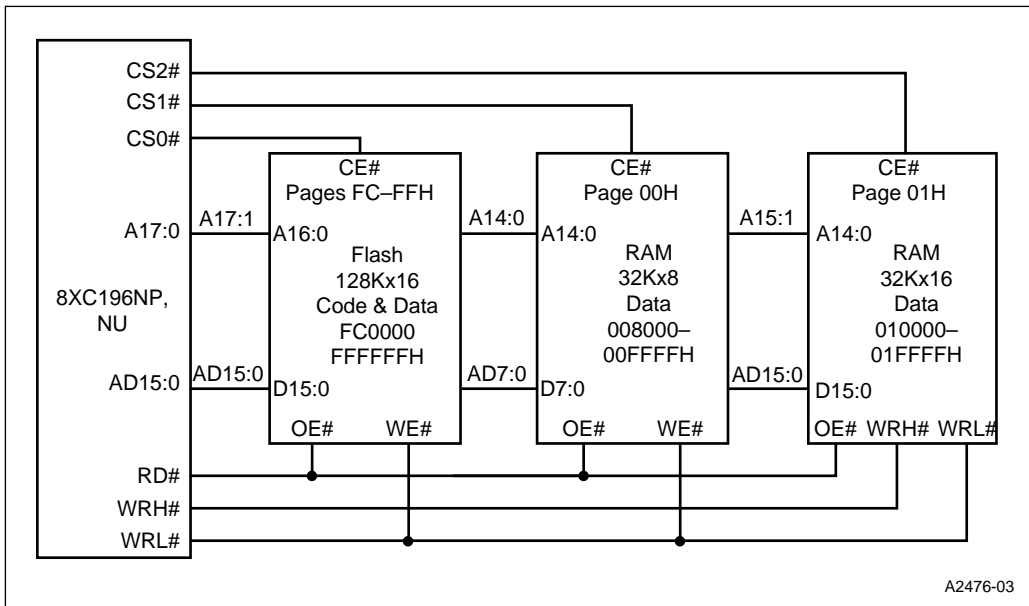 CS2#
CS1#
CS0#
A17:0
8XC196NP,
NU
AD15:0
RD#
WRH#
WRL#
A17:1
AD15:0
CE#
Pages FC–FFH
A16:0
Flash
128Kx16
Code & Data
FC0000
FFFFFFH
D15:0
OE# WE#
A14:0
AD7:0
CE#
Page 00H
A14:0
RAM
32Kx8
Data
008000–
00FFFFH
D7:0
OE# WE#
A15:1
AD15:0
CE#
Page 01H
A14:0
RAM
32Kx16
Data
010000–
01FFFFH
D15:0
OE# WRH# WRL#
A2476-03